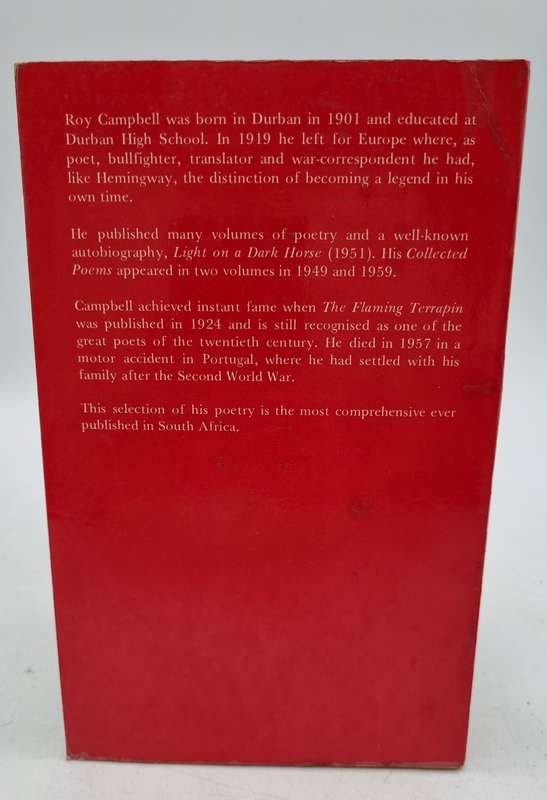 Roy Campbell was born in Durban in 1901 and educated at
Durban High School. In 1919 he left for Europe where, as
poet, bullfighter, translator and war-correspondent he had,
like Hemingway, the distinction of becoming a legend in his
own time.
He published many volumes of poetry and a well-known
autobiography, Light on a Dark Horse (1951). His Collected
Poems appeared in two volumes in 1949 and 1959.
Campbell achieved instant fame when The Flaming Terrapin
was published in 1924 and is still recognised as one of the
great poets of the twentieth century. He died in 1957 in a
motor accident in Portugal, where he had settled with his
family after the Second World War.
This selection of his poetry is the most comprehensive ever
published in South Africa.